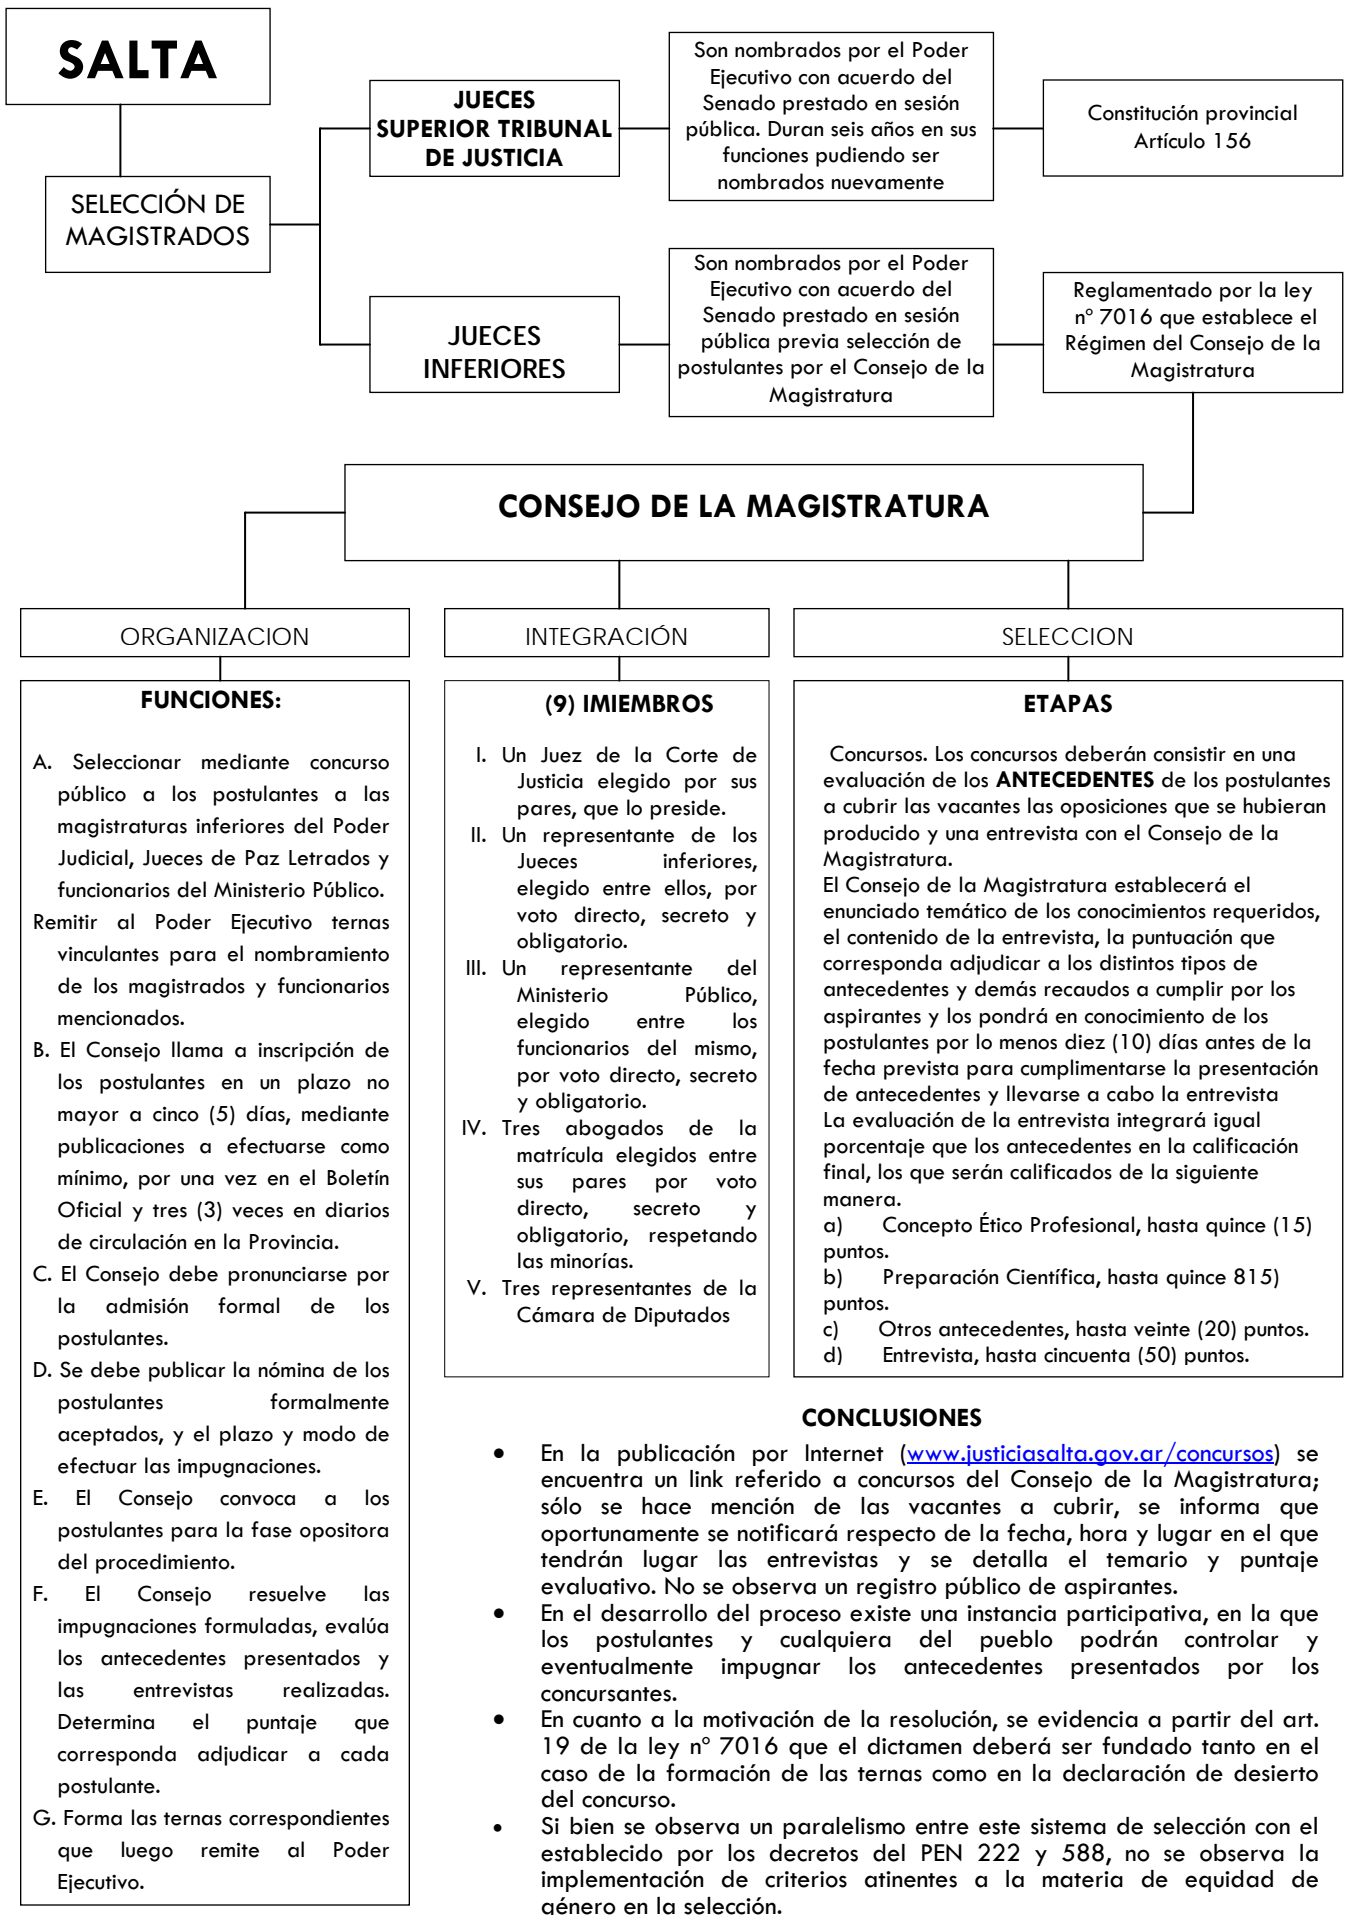 SALTA
SELECCIÓN DE
MAGISTRADOS
JUECES
SUPERIOR TRIBUNAL
DE JUSTICIA
Son nombrados por el Poder
Ejecutivo con acuerdo del
Senado prestado en sesión
pública. Duran seis años en sus
funciones pudiendo ser
nombrados nuevamente
Constitución provincial
Artículo 156
JUECES
INFERIORES
Son nombrados por el Poder
Ejecutivo con acuerdo del
Senado prestado en sesión
pública previa selección de
postulantes por el Consejo de la
Magistratura
Reglamentado por la ley
nº 7016 que establece el
Régimen del Consejo de la
Magistratura
CONSEJO DE LA MAGISTRATURA
ORGANIZACION
FUNCIONES:
A. Seleccionar mediante concurso
público a los postulantes a las
magistraturas inferiores del Poder
Judicial, Jueces de Paz Letrados y
funcionarios del Ministerio Público.
Remitir al Poder Ejecutivo ternas
vinculantes para el nombramiento
de los magistrados y funcionarios
mencionados.
B. El Consejo llama a inscripción de
los postulantes en un plazo no
mayor a cinco (5) días, mediante
publicaciones a efectuarse como
mínimo, por una vez en el Boletín
Oficial y tres (3) veces en diarios
de circulación en la Provincia.
C. El Consejo debe pronunciarse por
la admisión formal de los
postulantes.
D. Se debe publicar la nómina de los
postulantes formalmente
aceptados, y el plazo y modo de
efectuar las impugnaciones.
E. El Consejo convoca a los
postulantes para la fase opositora
del procedimiento.
F. El Consejo resuelve las
impugnaciones formuladas, evalúa
los antecedentes presentados y
las entrevistas realizadas.
Determina el puntaje que
corresponda adjudicar a cada
postulante.
G. Forma las ternas correspondientes
que luego remite al Poder
Ejecutivo.
INTEGRACIÓN
(9) IMIEMBROS
I. Un Juez de la Corte de
Justicia elegido por sus
pares, que lo preside.
II. Un representante de los
Jueces inferiores,
elegido entre ellos, por
voto directo, secreto y
obligatorio.
III. Un representante del
Ministerio Público,
elegido entre los
funcionarios del mismo,
por voto directo, secreto
y obligatorio.
IV. Tres abogados de la
matrícula elegidos entre
sus pares por voto
directo, secreto y
obligatorio, respetando
las minorías.
V. Tres representantes de la
Cámara de Diputados
SELECCION
ETAPAS
Concursos. Los concursos deberán consistir en una
evaluación de los ANTECEDENTES de los postulantes
a cubrir las vacantes las oposiciones que se hubieran
producido y una entrevista con el Consejo de la
Magistratura.
El Consejo de la Magistratura establecerá el
enunciado temático de los conocimientos requeridos,
el contenido de la entrevista, la puntuación que
corresponda adjudicar a los distintos tipos de
antecedentes y demás recaudos a cumplir por los
aspirantes y los pondrá en conocimiento de los
postulantes por lo menos diez (10) días antes de la
fecha prevista para cumplimentarse la presentación
de antecedentes y llevarse a cabo la entrevista
La evaluación de la entrevista integrará igual
porcentaje que los antecedentes en la calificación
final, los que serán calificados de la siguiente
manera.
a) Concepto Ético Profesional, hasta quince (15)
puntos.
b) Preparación Científica, hasta quince 815)
puntos.
c) Otros antecedentes, hasta veinte (20) puntos.
d) Entrevista, hasta cincuenta (50) puntos.
CONCLUSIONES
• En la publicación por Internet (www.justiciasalta.gov.ar/concursos) se
encuentra un link referido a concursos del Consejo de la Magistratura;
sólo se hace mención de las vacantes a cubrir, se informa que
oportunamente se notificará respecto de la fecha, hora y lugar en el que
tendrán lugar las entrevistas y se detalla el temario y puntaje
evaluativo. No se observa un registro público de aspirantes.
• En el desarrollo del proceso existe una instancia participativa, en la que
los postulantes y cualquiera del pueblo podrán controlar y
eventualmente impugnar los antecedentes presentados por los
concursantes.
• En cuanto a la motivación de la resolución, se evidencia a partir del art.
19 de la ley nº 7016 que el dictamen deberá ser fundado tanto en el
caso de la formación de las ternas como en la declaración de desierto
del concurso.
• Si bien se observa un paralelismo entre este sistema de selección con el
establecido por los decretos del PEN 222 y 588, no se observa la
implementación de criterios atinentes a la materia de equidad de
género en la selección.